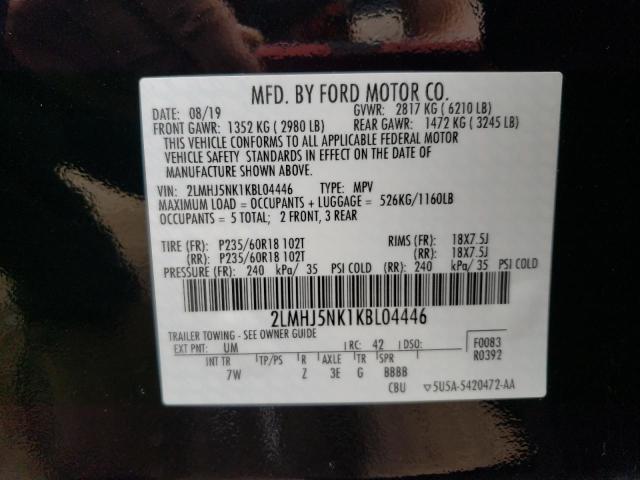 MFD. BY FORD MOTOR CO.
DATE: 08/19 GVWR: 2817 KG ( 6210 LB)
FRONT GAWR: 1352 KG ( 2980 LB) REAR GAWR: 1472 KG ( 3245 LB)
THIS VEHICLE CONFORMS TO ALL APPLICABLE FEDERAL MOTOR
VEHICLE SAFETY STANDARDS IN EFFECT ON THE DATE OF
MANUFACTURE SHOWN ABOVE.
VIN: 2LMHJ5NK1KBL04446 TYPE: MPV
MAXIMUM LOAD = OCCUPANTS + LUGGAGE = 526KG/1160LB
OCCUPANTS = 5 TOTAL; 2 FRONT, 3 REAR
TIRE (FR): P235/60R18 102T RIMS (FR): 18X7.5J
(RR): P235/60R18 102T (RR): 18X7.5J
PRESSURE (FR): 240 kPa/ 35 PSI COLD (RR): 240 kPa/ 35 PSI COLD
2LMHJ5NK1KBL04446
TRAILER TOWING - SEE OWNER GUIDE
EXT PNT: UM RC: 42 DSO: F0083
R0392
INT TR TP/PS R AXLE TR SPR
7W Z 3E G BBBB
CBU ▽5U5A-5420472-AA